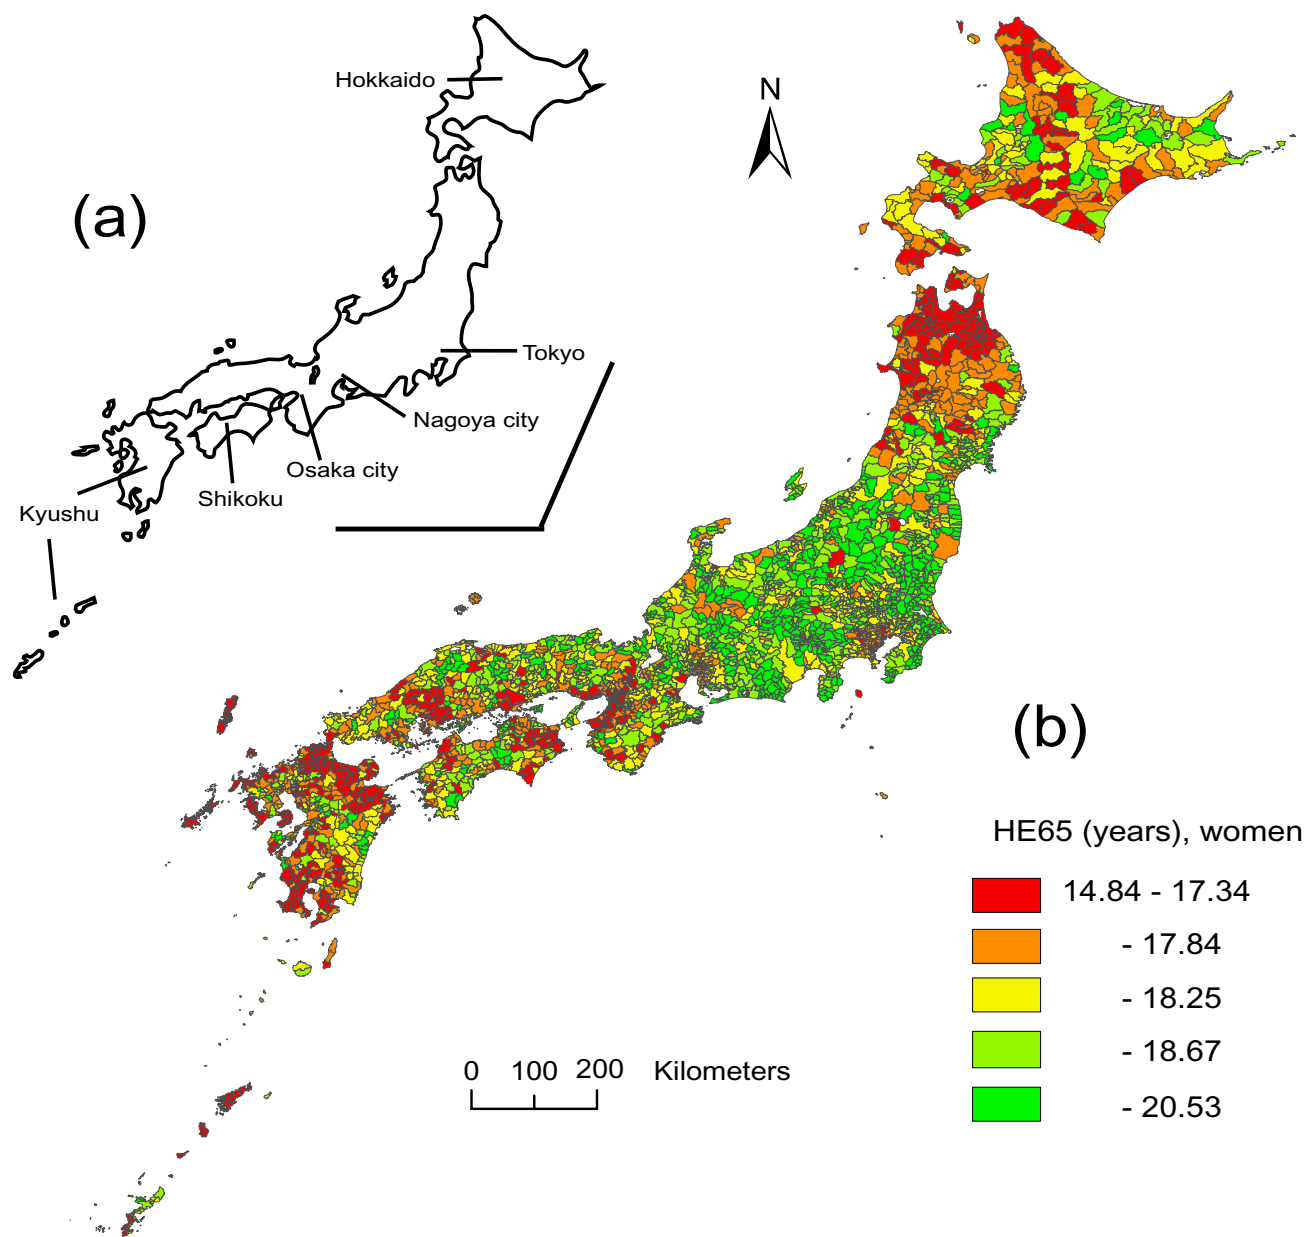 Hokkaido
N
(a)
Tokyo
Nagoya city
Osaka city
Shikoku
Kyushu
(b)
HE65 (years), women
14.84 - 17.34
- 17.84
- 18.25
- 18.67
- 20.53
0 100 200 Kilometers